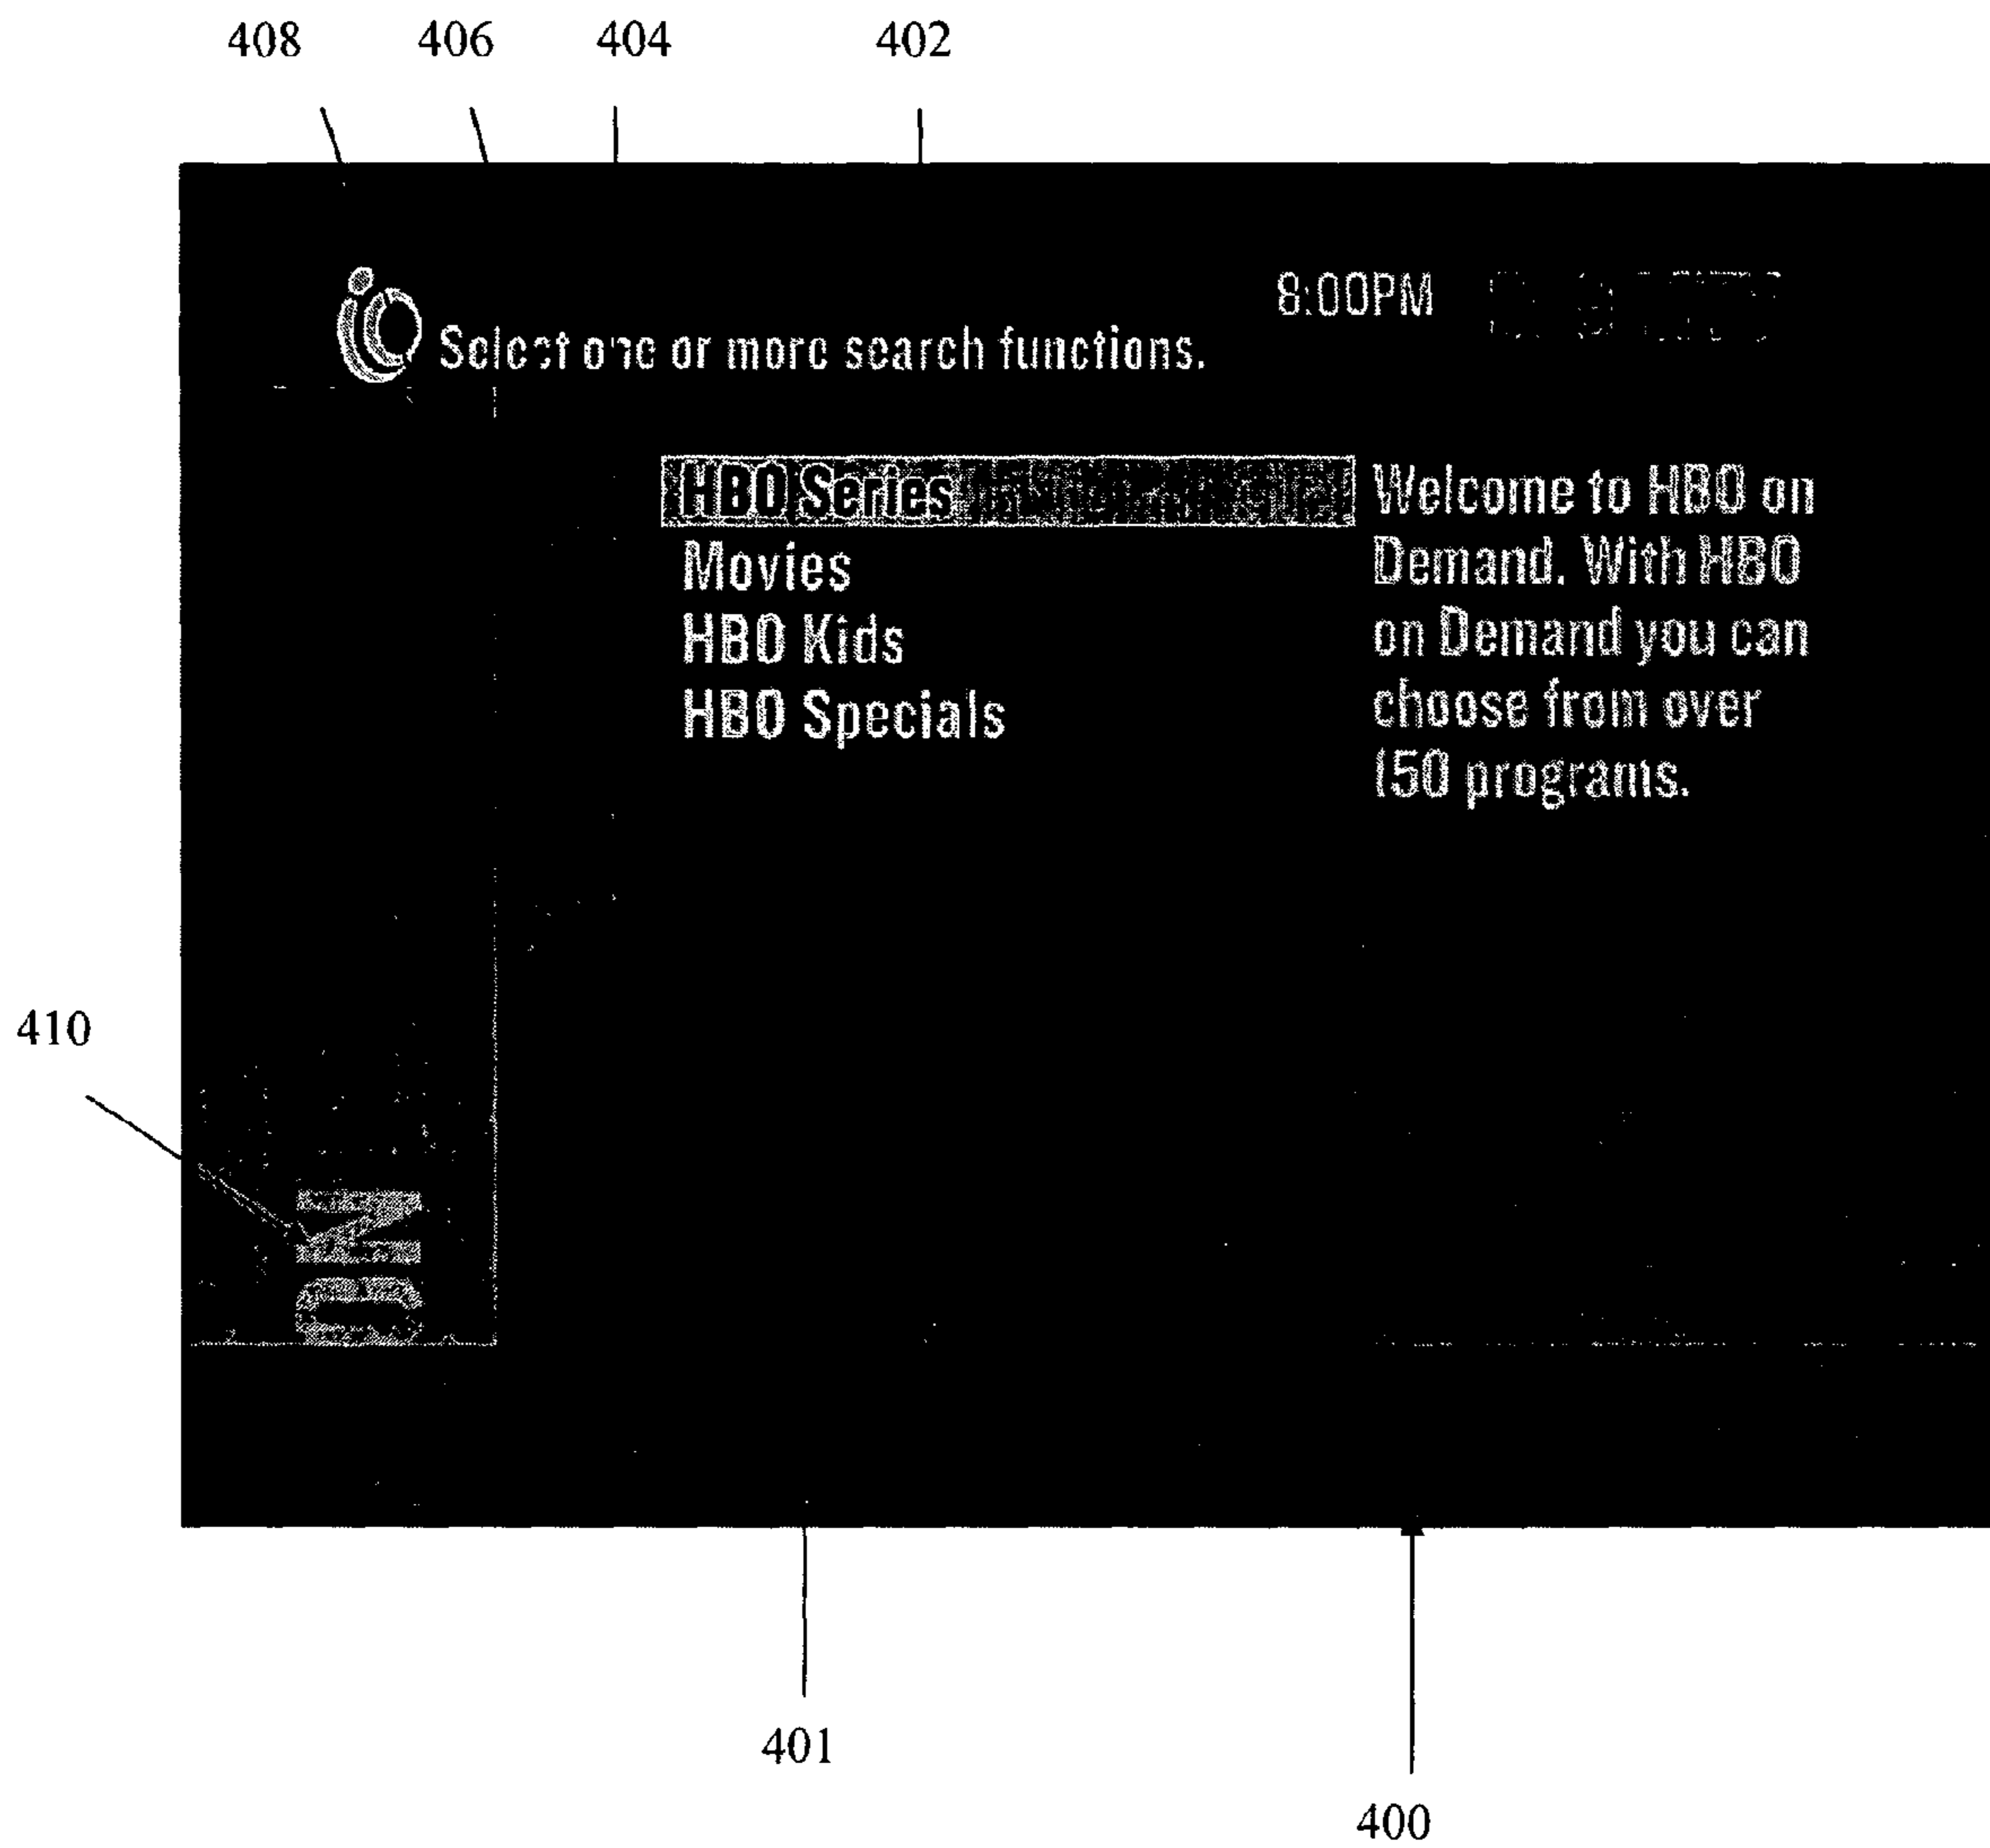 408 406 404 402
8:00PM
Select one or more search functions.
HBO Series
Movies
HBO Kids
HBO Specials
Welcome to HBO on
Demand. With HBO
on Demand you can
choose from over
150 programs.
410
ON
401
400